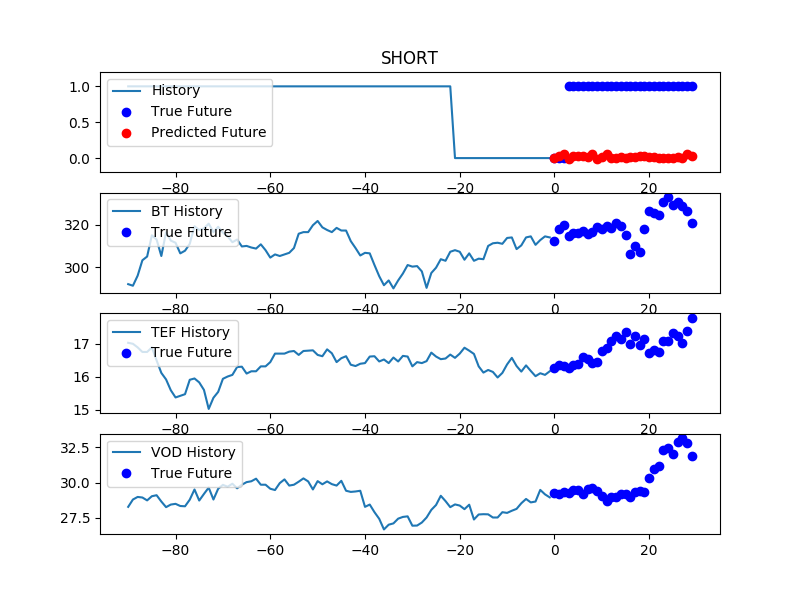 SHORT
1.0
0.5
0.0
History
True Future
Predicted Future
−80 −60 −40 −20 0 20
320
300
BT History
True Future
−80 −60 −40 −20 0 20
17
16
15
TEF History
True Future
−80 −60 −40 −20 0 20
32.5
30.0
27.5
VOD History
True Future
−80 −60 −40 −20 0 20